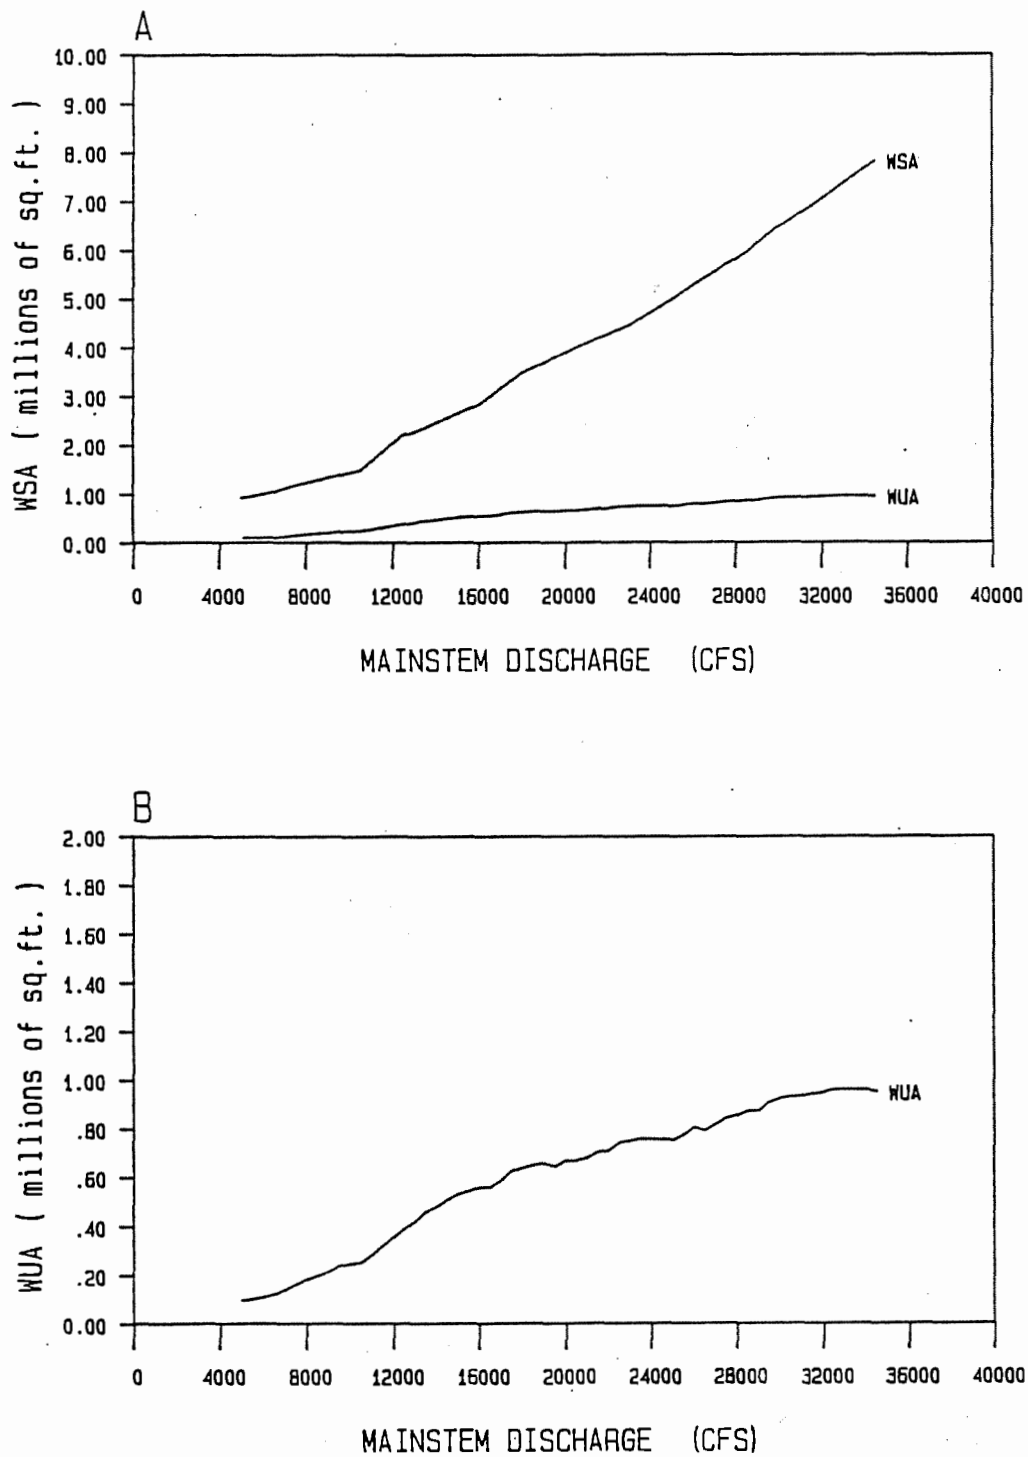 A
10.00
9.00
8.00
7.00
6.00
5.00
4.00
3.00
2.00
1.00
0.00
WSA ( millions of sq.ft. )
WSA
WUA
0 4000 8000 12000 16000 20000 24000 28000 32000 36000 40000
MAINSTEM DISCHARGE (CFS)
B
2.00
1.80
1.60
1.40
1.20
1.00
.80
.60
.40
.20
0.00
WUA ( millions of sq.ft. )
WUA
0 4000 8000 12000 16000 20000 24000 28000 32000 36000 40000
MAINSTEM DISCHARGE (CFS)